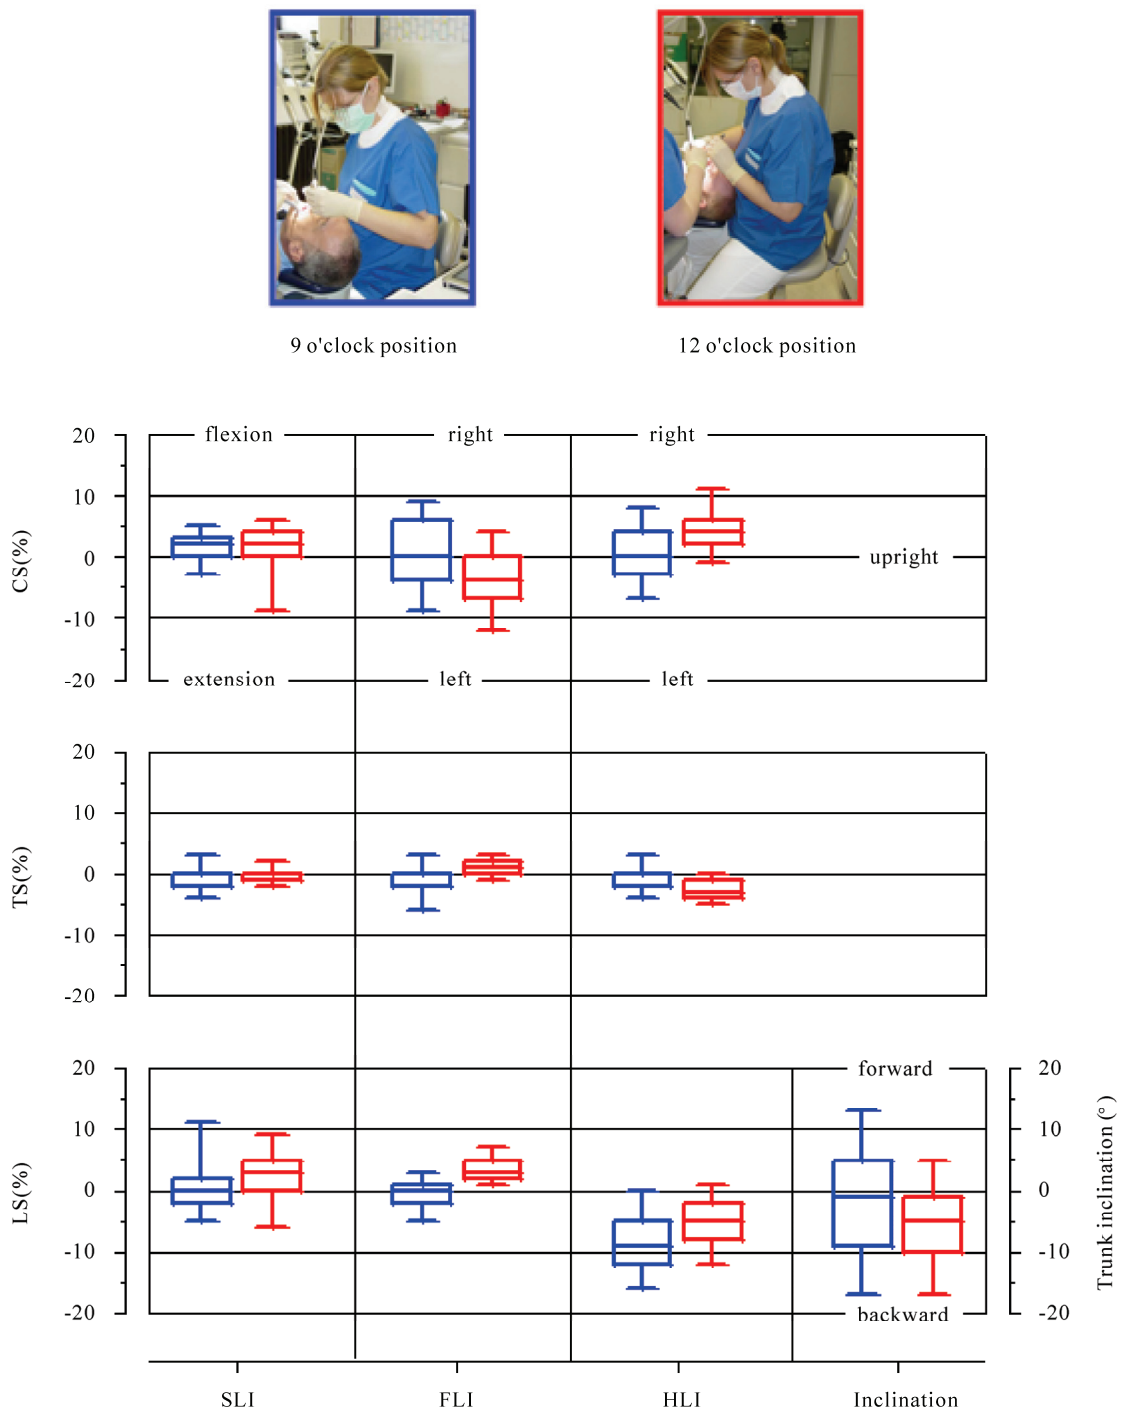 9 o'clock position
12 o'clock position
20
flexion
right
right
10
CS(%)
0
upright
-10
-20
extension
left
left
20
10
TS(%)
0
-10
-20
20
forward
20
10
10
LS(%)
0
0
Trunk inclination (° )
-10
-10
-20
backward
-20
SLI
FLI
HLI
Inclination